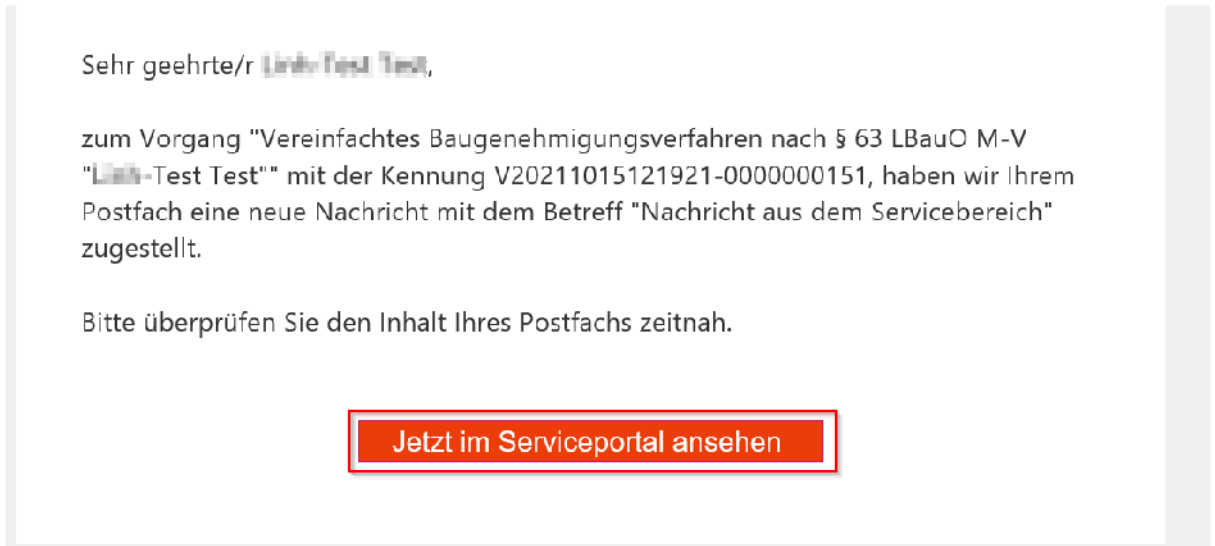 Sehr geehrte/r Test Test,
zum Vorgang "Vereinfachtes Baugenehmigungsverfahren nach § 63 LBauO M-V
"-Test Test"" mit der Kennung V20211015121921-0000000151, haben wir Ihrem
Postfach eine neue Nachricht mit dem Betreff "Nachricht aus dem Servicebereich"
zugestellt.
Bitte überprüfen Sie den Inhalt Ihres Postfachs zeitnah.
Jetzt im Serviceportal ansehen